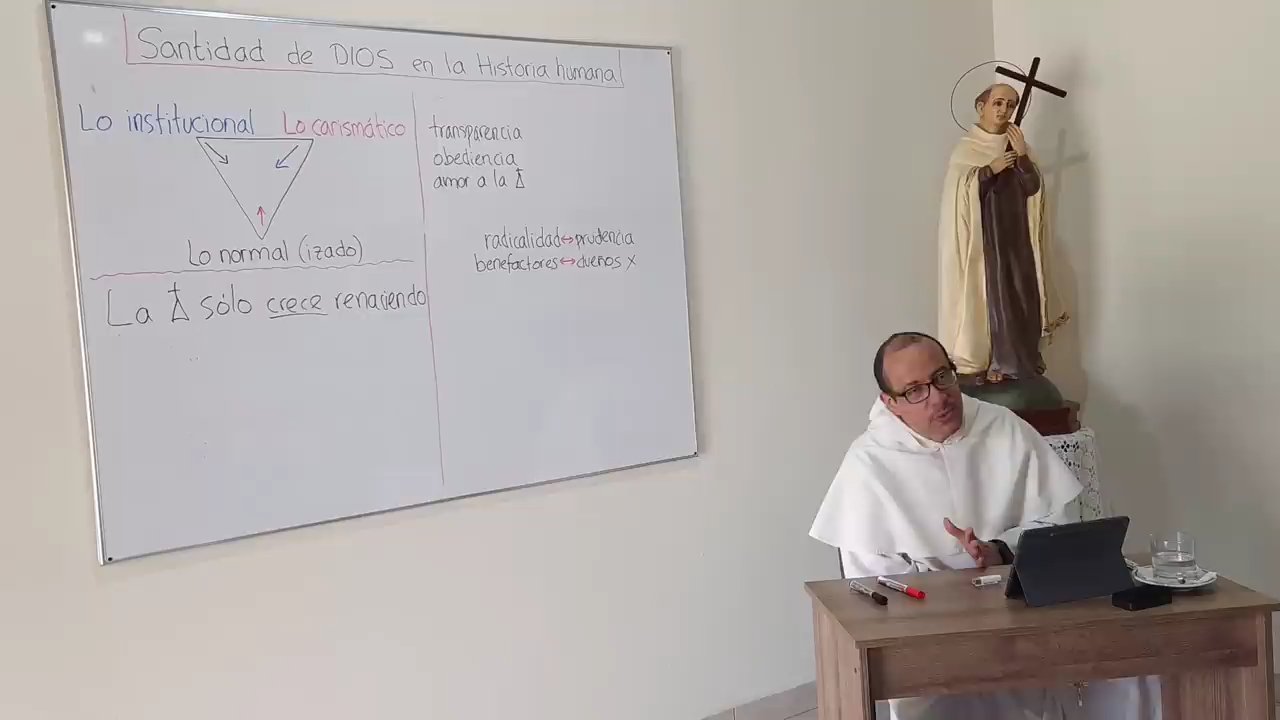 Santidad de DIOS en la Historia humana
Lo institucional
Lo carismático
Lo normal (izado)
La sólo crece renaciendo
transparencia
obediencia
amor a la
radicalidad ↔ prudencia
benefactores ↔ dueños x